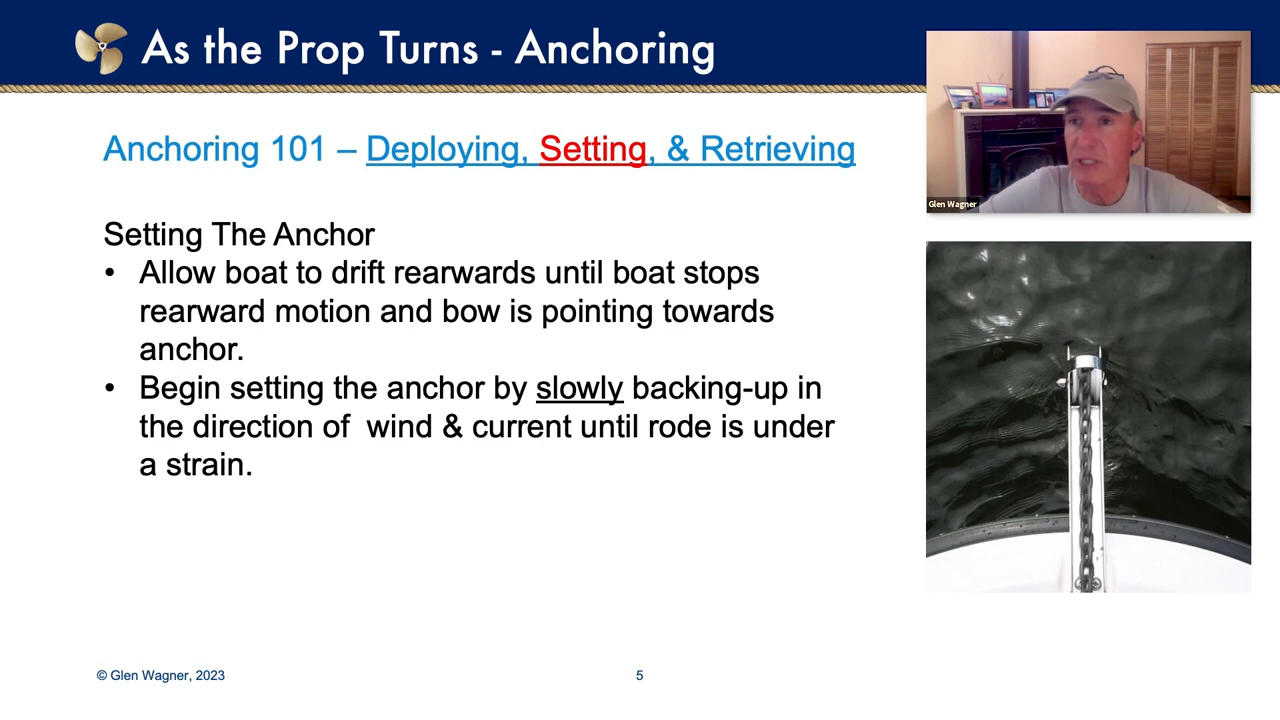 As the Prop Turns - Anchoring
Glen Wagner
Anchoring 101 – Deploying, Setting, & Retrieving
Setting The Anchor
• Allow boat to drift rearwards until boat stops
rearward motion and bow is pointing towards
anchor.
• Begin setting the anchor by slowly backing-up in
the direction of wind & current until rode is under
a strain.
© Glen Wagner, 2023
5